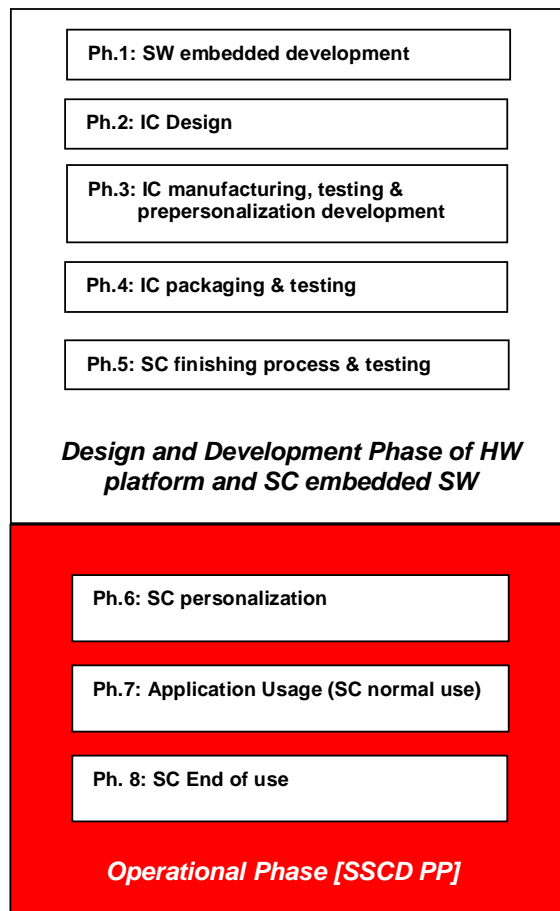 Ph.1: SW embedded development
Ph.2: IC Design
Ph.3: IC manufacturing, testing &
prepersonalization development
Ph.4: IC packaging & testing
Ph.5: SC finishing process & testing
Design and Development Phase of HW
platform and SC embedded SW
Ph.6: SC personalization
Ph.7: Application Usage (SC normal use)
Ph. 8: SC End of use
Operational Phase [SSCD PP]